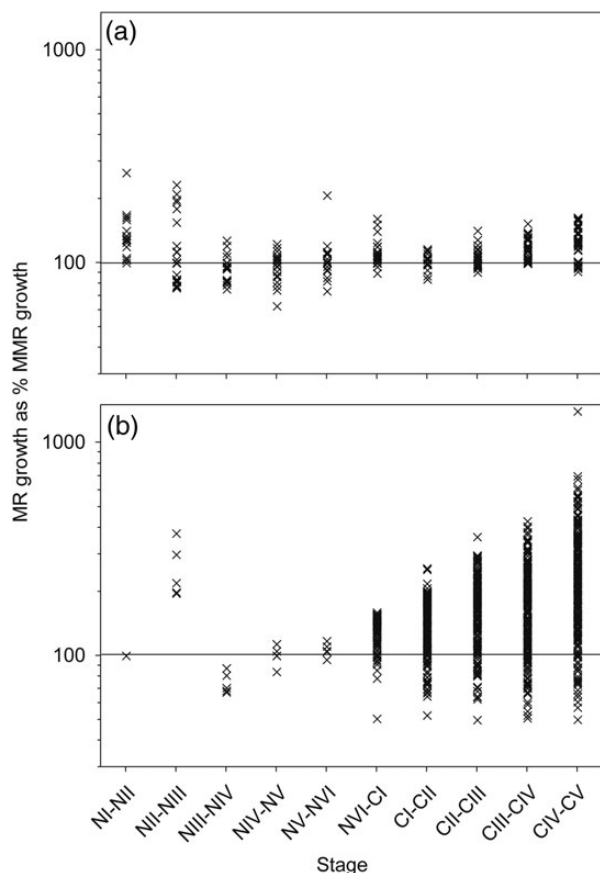 (a)
1000
100
MR growth as % MMR growth
(b)
1000
100
NI-NII
NII-NIII
NIII-NIV
NIV-NV
NV-NVI
NVI-CI
CI-CII
CII-CIII
CIII-CIV
CIV-CV
Stage